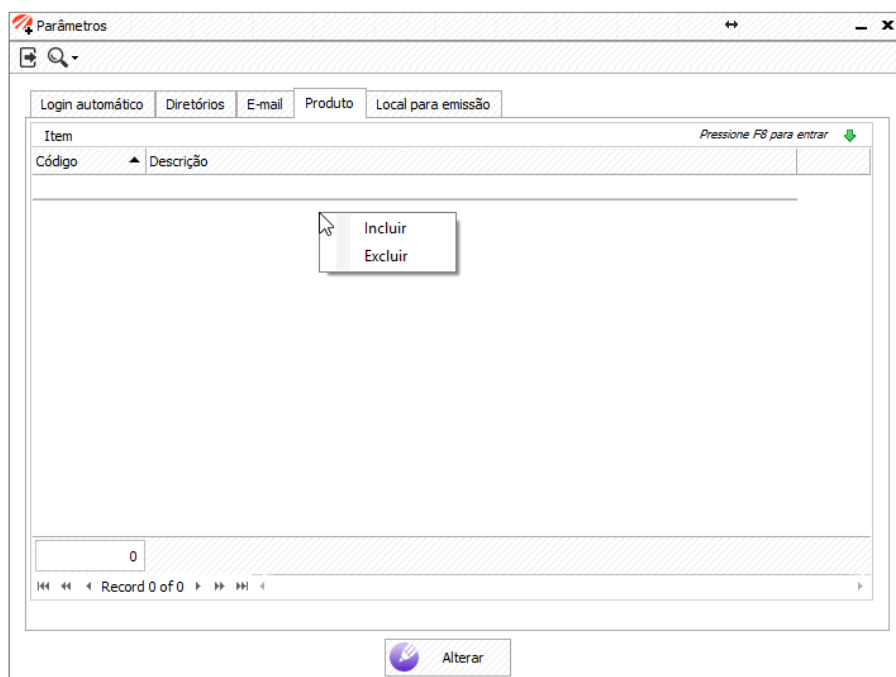 Parâmetros
Login automático Diretórios E-mail Produto Local para emissão
Item Pressione F8 para entrar
Código Descrição
Incluir
Excluir
0
Record 0 of 0
Alterar